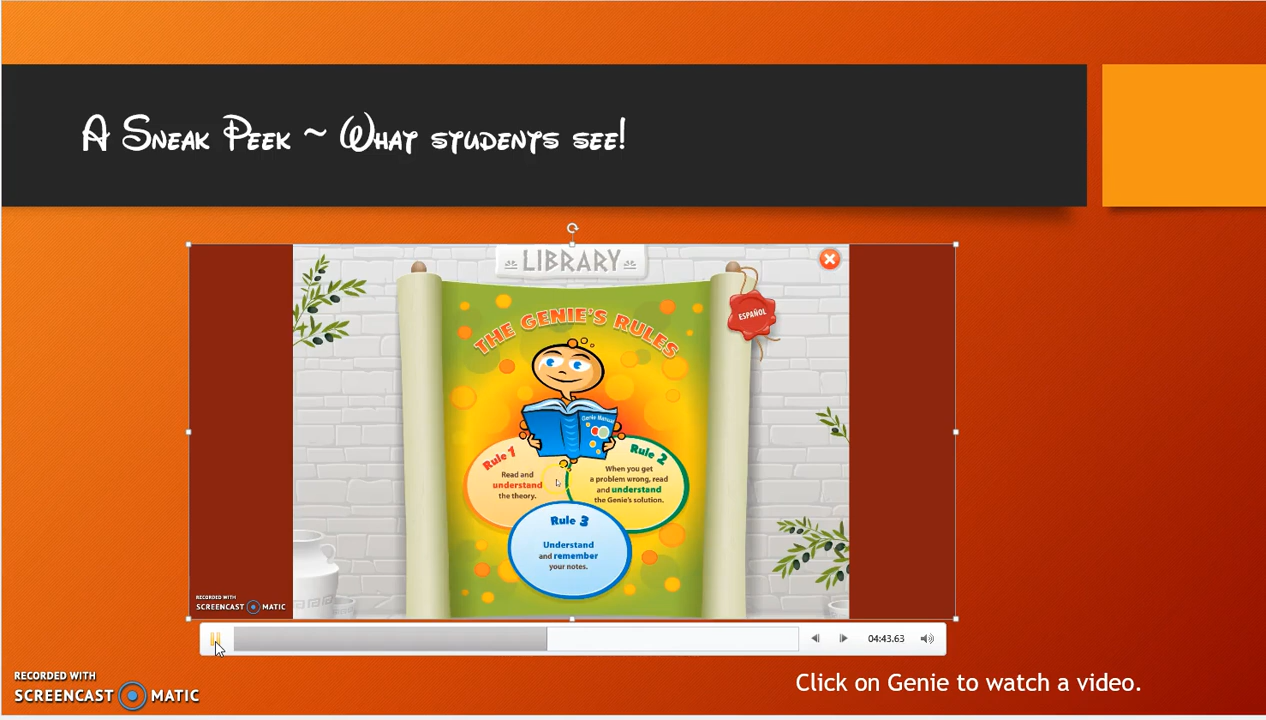 A Sneak Peek ~ What students see!
LIBRARY
ESPAÑOL
THE GENIE'S RULES
Genie Manual
Rule 1
Read and
understand
the theory.
Rule 2
When you get
a problem wrong, read
and understand
the Genie's solution.
Rule 3
Understand
and remember
your notes.
RECORDED WITH
SCREENCAST MATIC
04:43.63
RECORDED WITH
SCREENCAST MATIC
Click on Genie to watch a video.